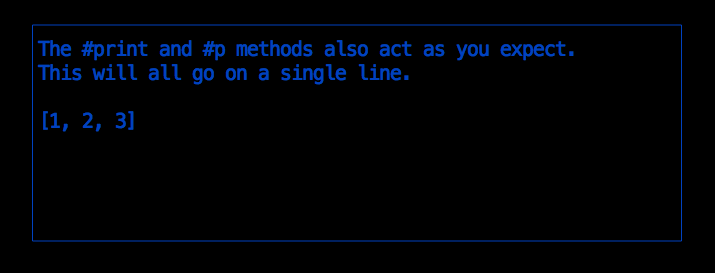 The #print and #p methods also act as you expect.
This will all go on a single line.
[1, 2, 3]